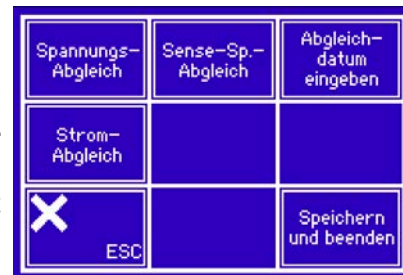 Spannungs-
Abgleich
Sense-Sp.-
Abgleich
Abgleich-
datum
eingeben
Strom-
Abgleich
ESC
Speichern
und beenden